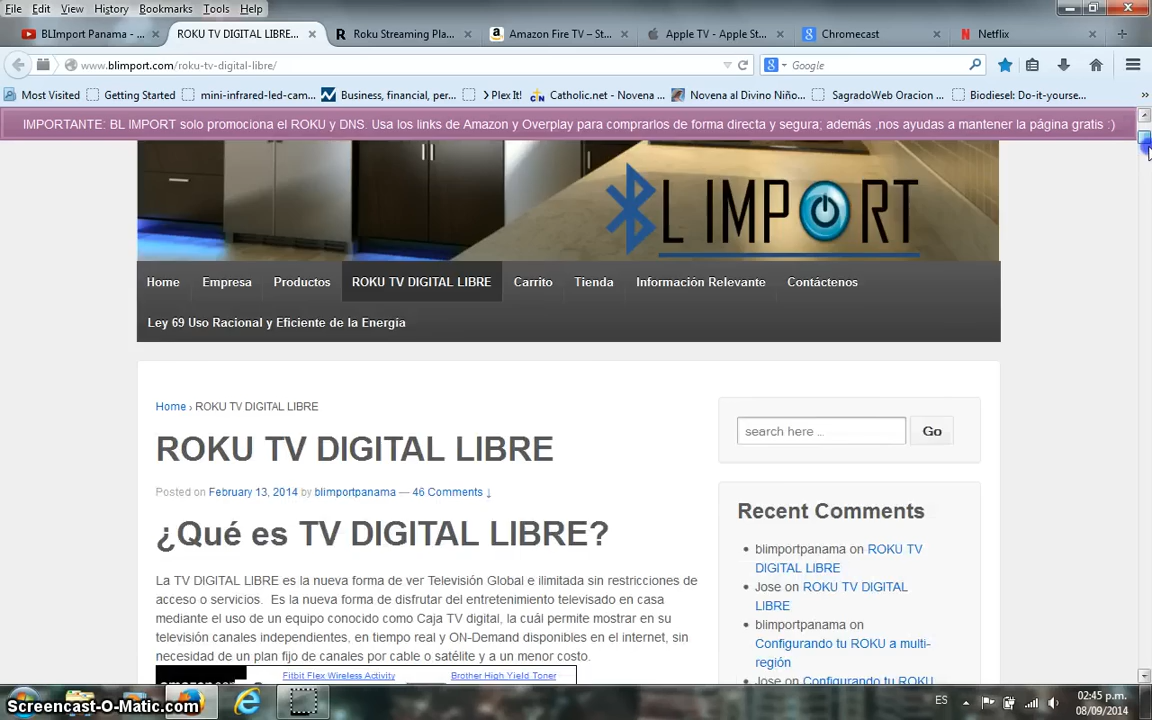 File Edit View History Bookmarks Tools Help
BLImport Panama - ...
ROKU TV DIGITAL LIBRE...
Roku Streaming Pla...
Amazon Fire TV – St...
Apple TV - Apple St...
Chromecast
Netflix
www.blimport.com/roku-tv-digital-libre/
Google
Most Visited Getting Started mini-infrared-led-cam... Business, financial, per... > Plex It! Catholic.net - Novena ... Novena al Divino Niño... SagradoWeb Oracion ... Biodiesel: Do-it-yourse...
IMPORTANTE: BL IMPORT solo promociona el ROKU y DNS. Usa los links de Amazon y Overplay para comprarlos de forma directa y segura; además ,nos ayudas a mantener la página gratis :)
BL IMPORT
Home Empresa Productos ROKU TV DIGITAL LIBRE Carrito Tienda Información Relevante Contáctenos
Ley 69 Uso Racional y Eficiente de la Energía
Home › ROKU TV DIGITAL LIBRE
ROKU TV DIGITAL LIBRE
Posted on February 13, 2014 by blimportpanama — 46 Comments ↓
¿Qué es TV DIGITAL LIBRE?
La TV DIGITAL LIBRE es la nueva forma de ver Televisión Global e ilimitada sin restricciones de
acceso o servicios. Es la nueva forma de disfrutar del entretenimiento televisado en casa
mediante el uso de un equipo conocido como Caja TV digital, la cuál permite mostrar en su
televisión canales independientes, en tiempo real y ON-Demand disponibles en el internet, sin
necesidad de un plan fijo de canales por cable o satélite y a un menor costo.
Fitbit Flex Wireless Activity
Brother High Yield Toner
search here ...
Go
Recent Comments
blimportpanama on ROKU TV
DIGITAL LIBRE
Jose on ROKU TV DIGITAL
LIBRE
blimportpanama on
Configurando tu ROKU a multi-
región
Jose on Configurando tu ROKU
Screencast-O-Matic.com
ES
02:45 p.m.
08/09/2014